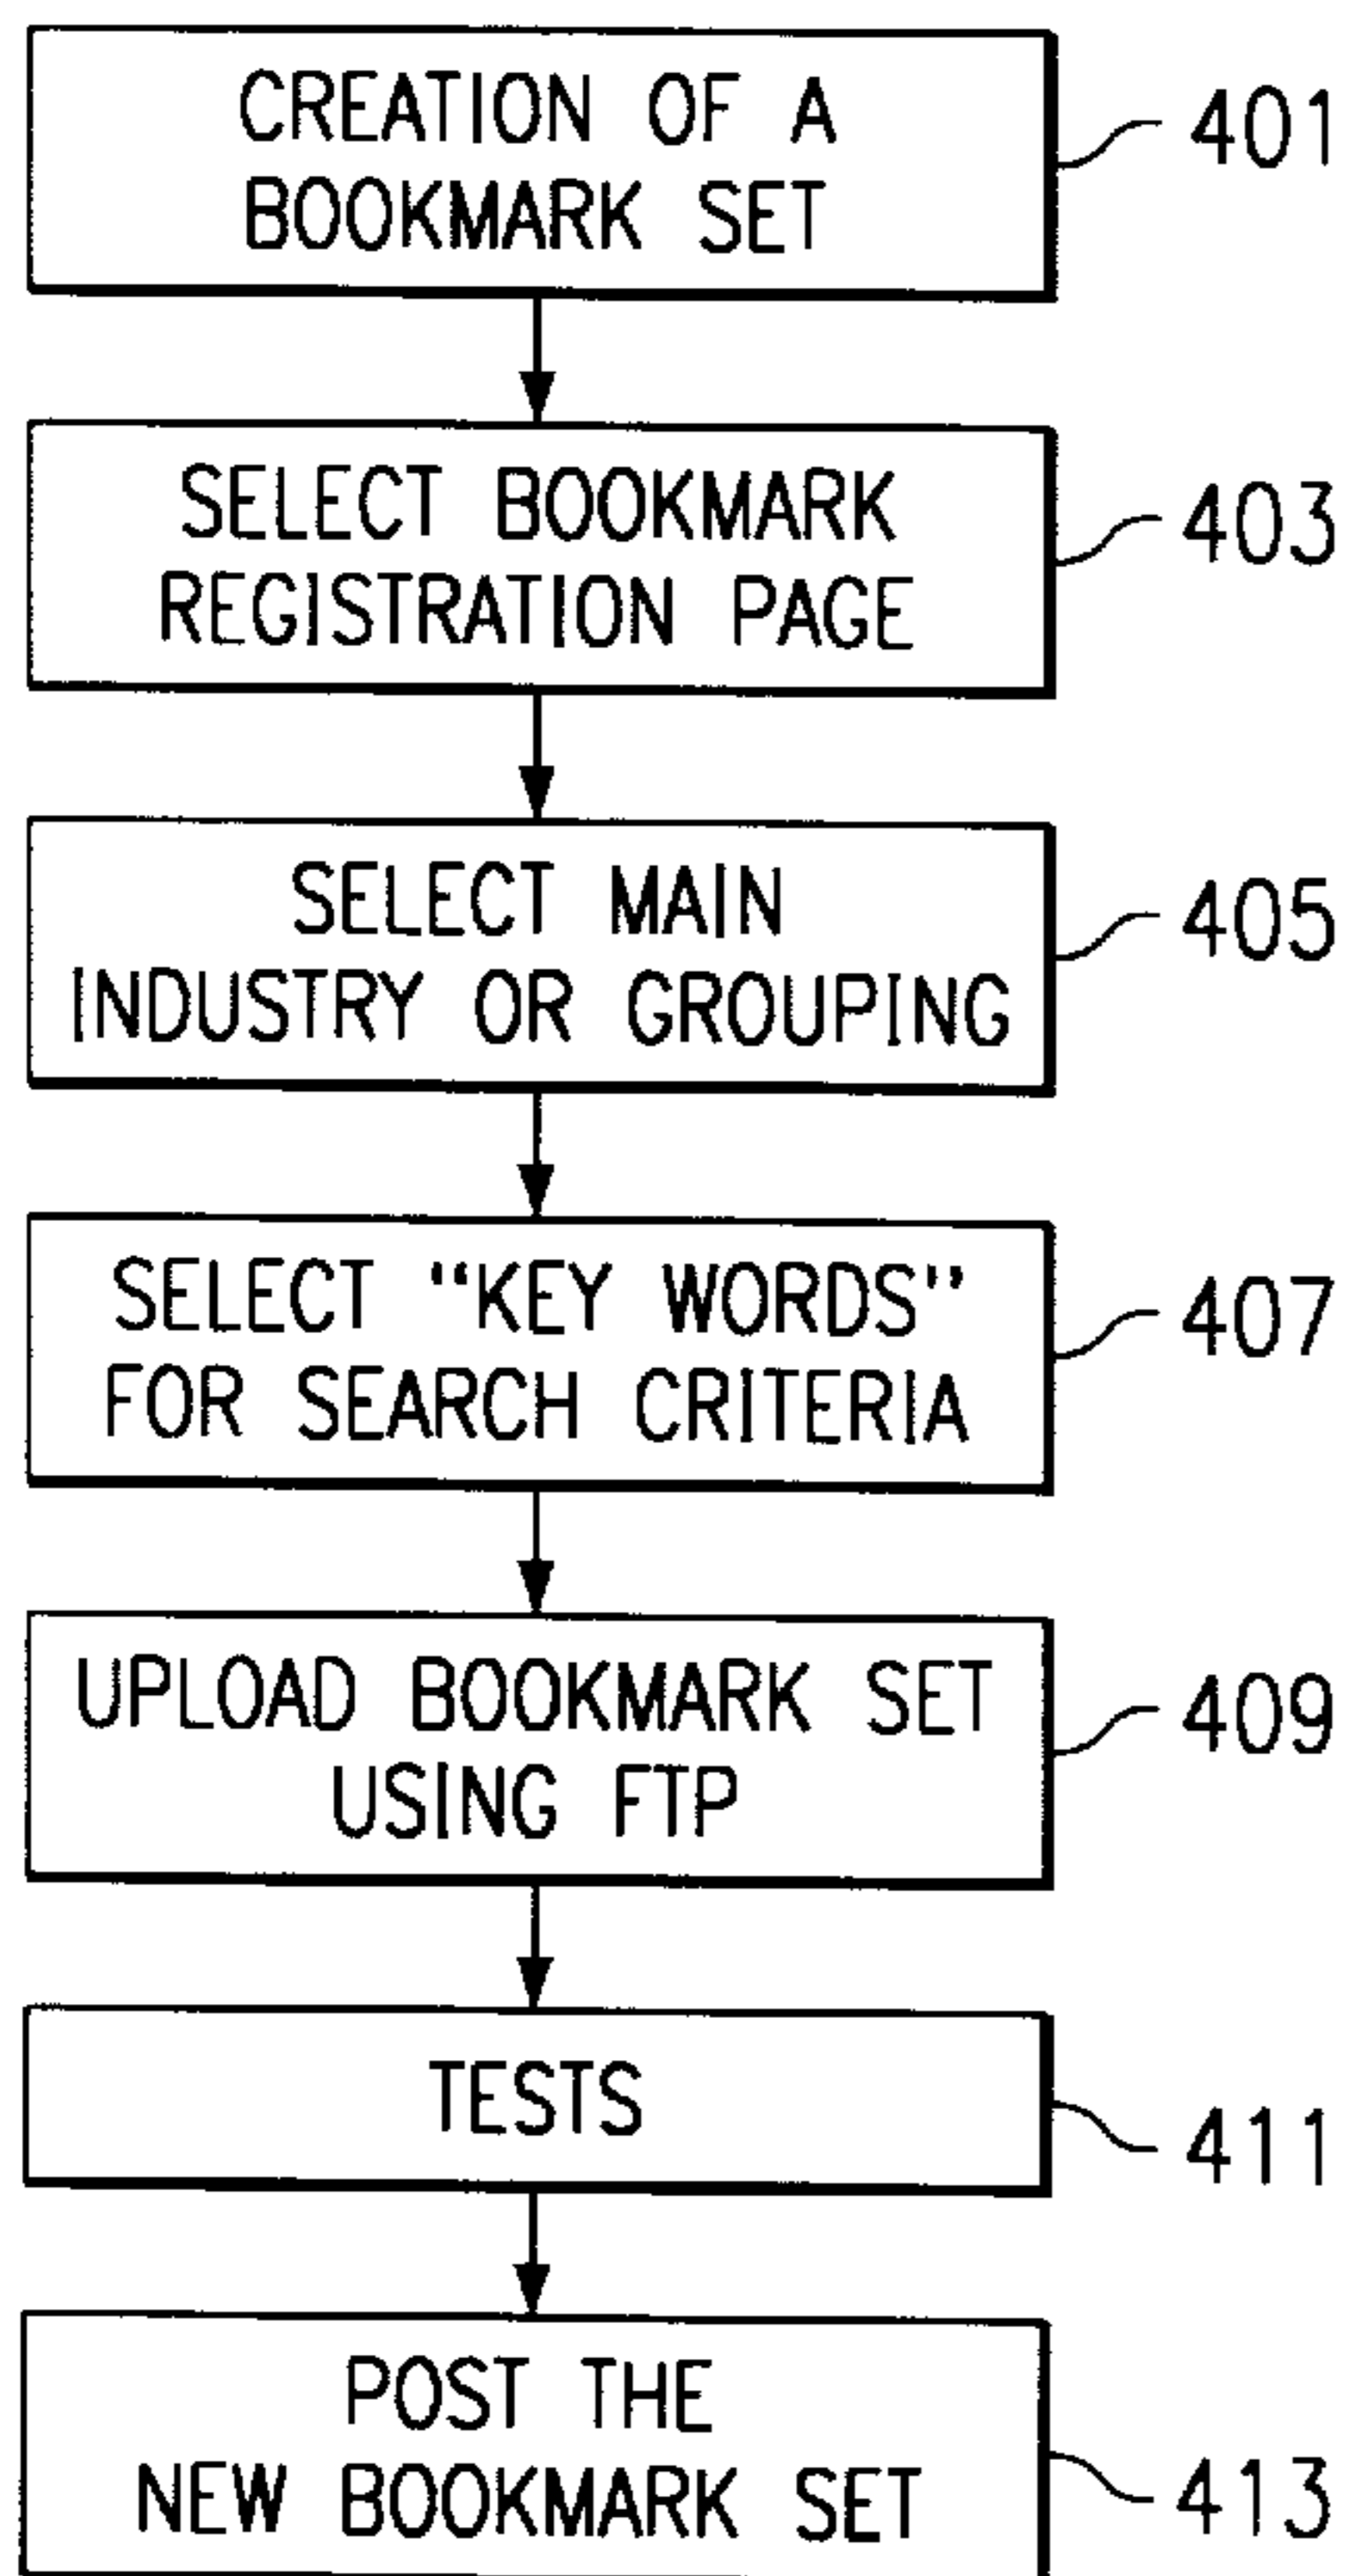 CREATION OF A
BOOKMARK SET
401
SELECT BOOKMARK
REGISTRATION PAGE
403
SELECT MAIN
INDUSTRY OR GROUPING
405
SELECT "KEY WORDS"
FOR SEARCH CRITERIA
407
UPLOAD BOOKMARK SET
USING FTP
409
TESTS
411
POST THE
NEW BOOKMARK SET
413